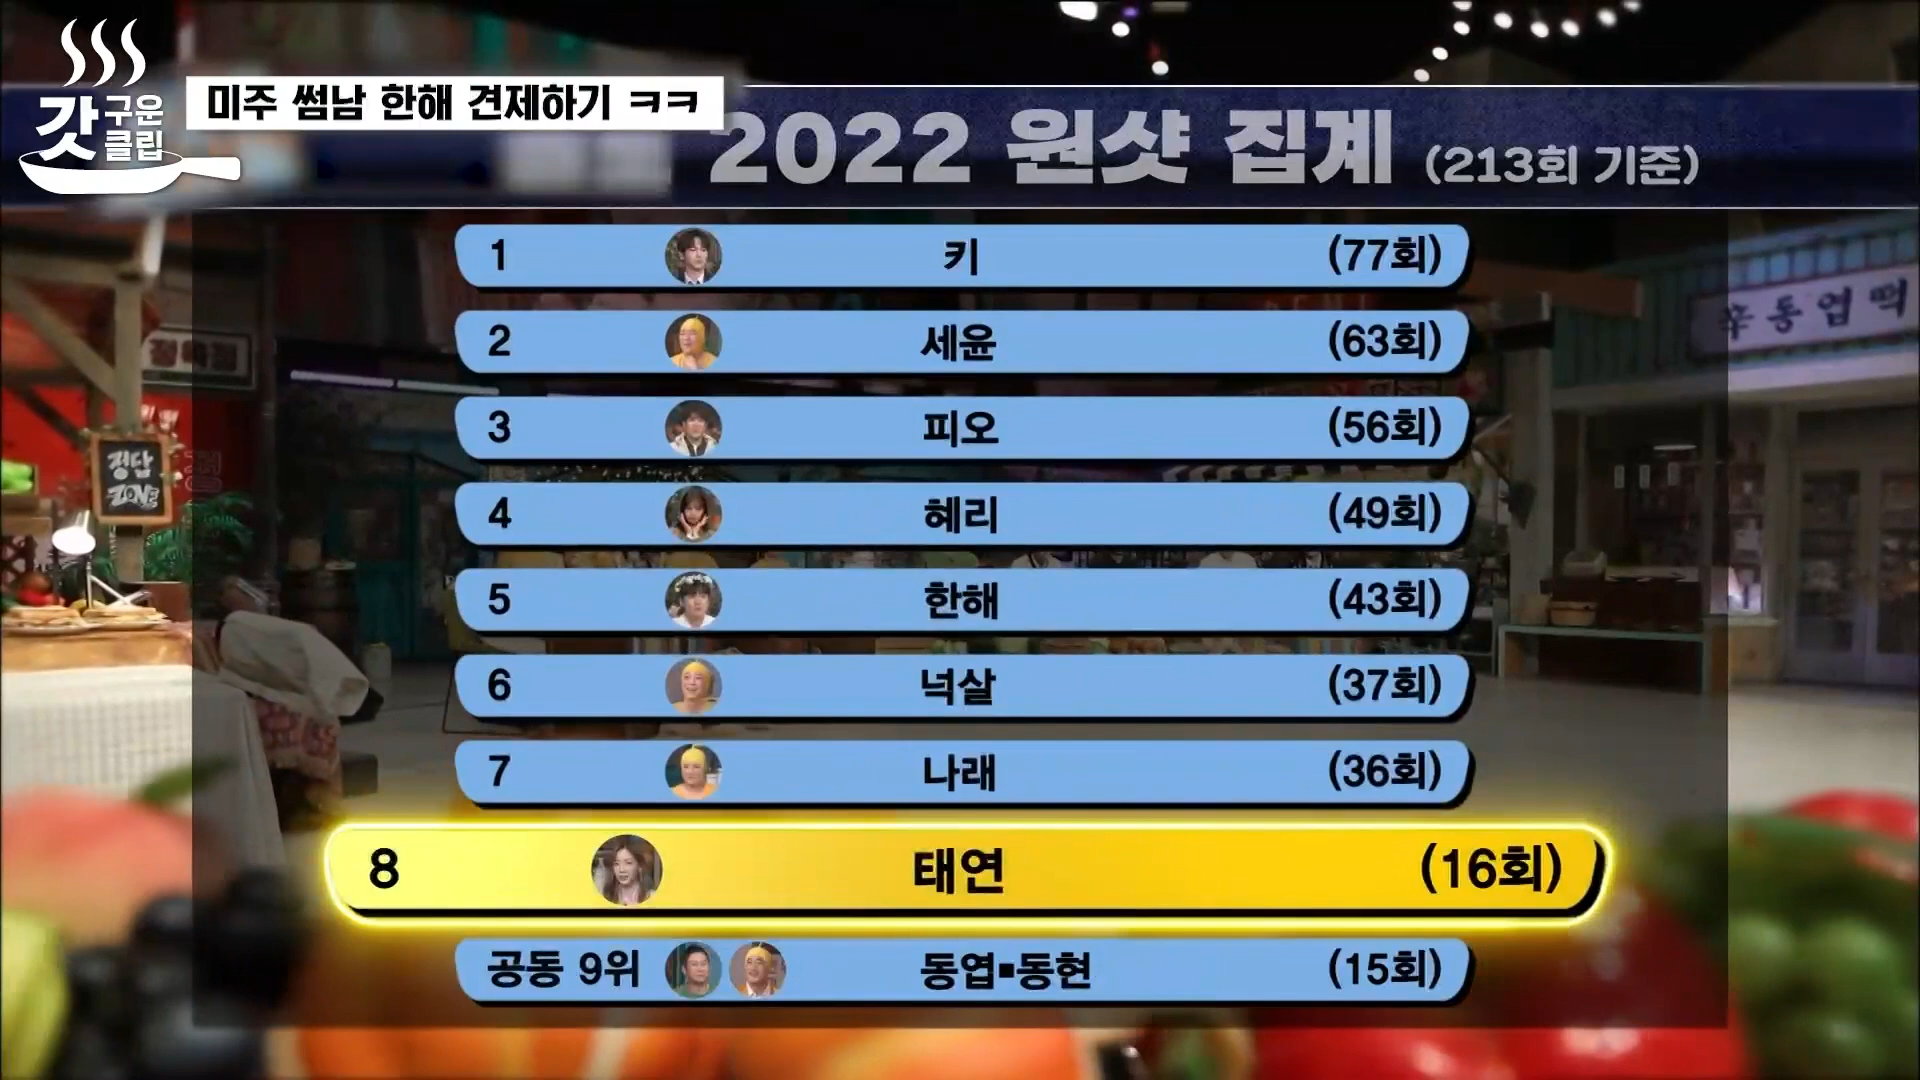 갓 구운 클립
미주 썸남 한해 견제하기 ㅋㅋ
2022 원샷 집계 (213회 기준)
1 키 (77회)
2 세윤 (63회)
3 피오 (56회)
4 혜리 (49회)
5 한해 (43회)
6 넉살 (37회)
7 나래 (36회)
8 태연 (16회)
공동 9위 동엽▪동현 (15회)
정답
ZONE
동엽떡